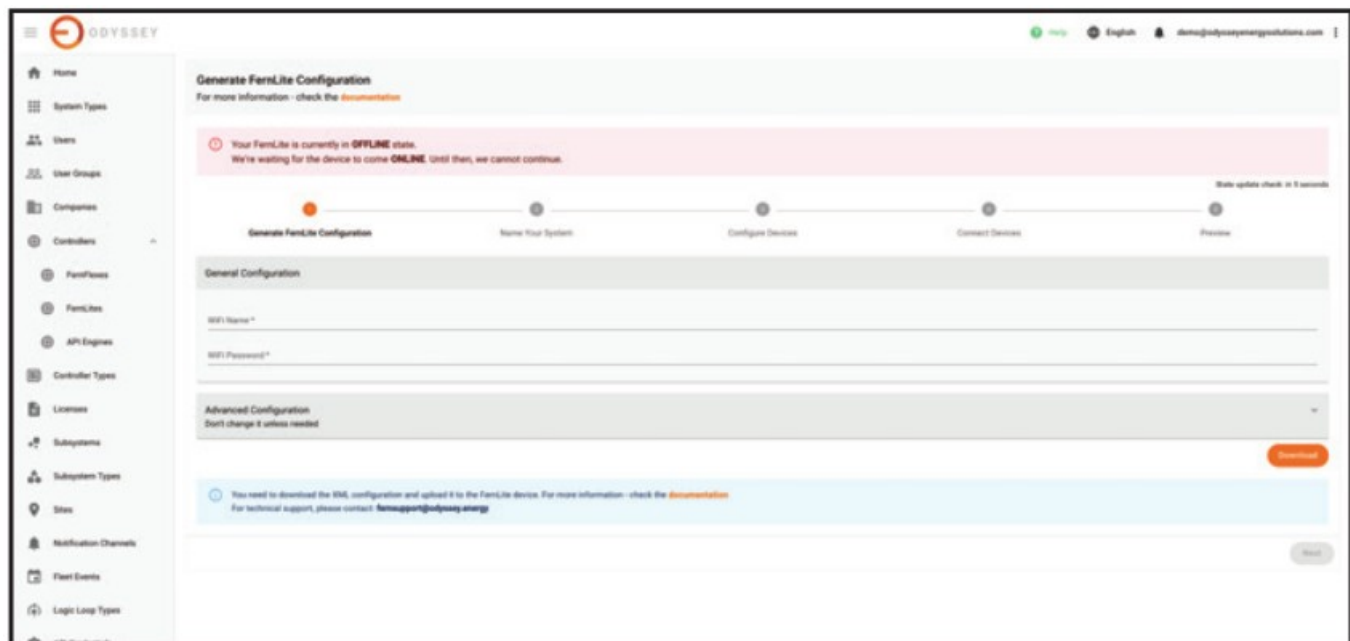 ODYSSEY
Help
English
demo@odysseyenergysolutions.com
Home
System Types
Users
User Groups
Companies
Controllers
FernFlexes
FernLites
API Engines
Controller Types
Licenses
Subsystems
Subsystem Types
Sites
Notification Channels
Fleet Events
Logic Loop Types
Generate FernLite Configuration
For more information - check the documentation
Your FernLite is currently in OFFLINE state.
We're waiting for the device to come ONLINE. Until then, we cannot continue.
State update check: in 5 seconds
Generate FernLite Configuration
Name Your System
Configure Devices
Connect Devices
Preview
General Configuration
WiFi Name *
WiFi Password *
Advanced Configuration
Don't change it unless needed
Download
You need to download the XML configuration and upload it to the FernLite device. For more information - check the documentation
For technical support, please contact: fernsupport@odyssey.energy
Next